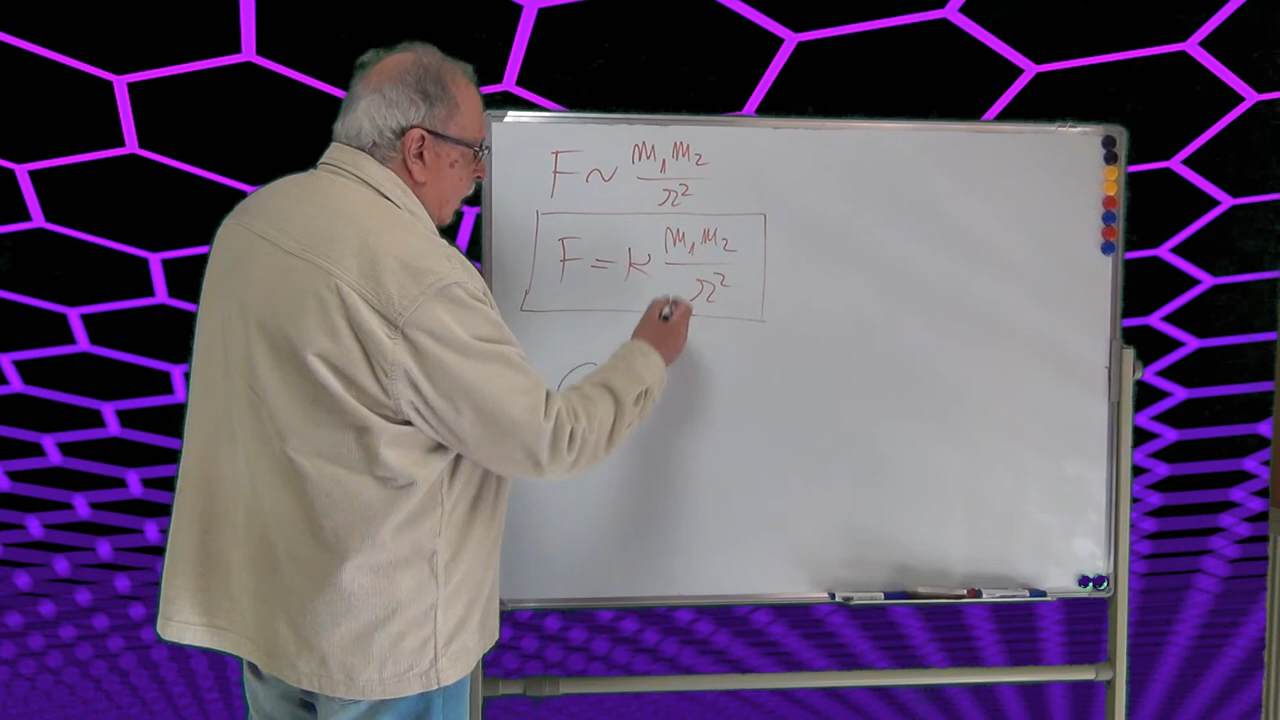 F ~ m₁m₂/r²
F = k m₁m₂/r²